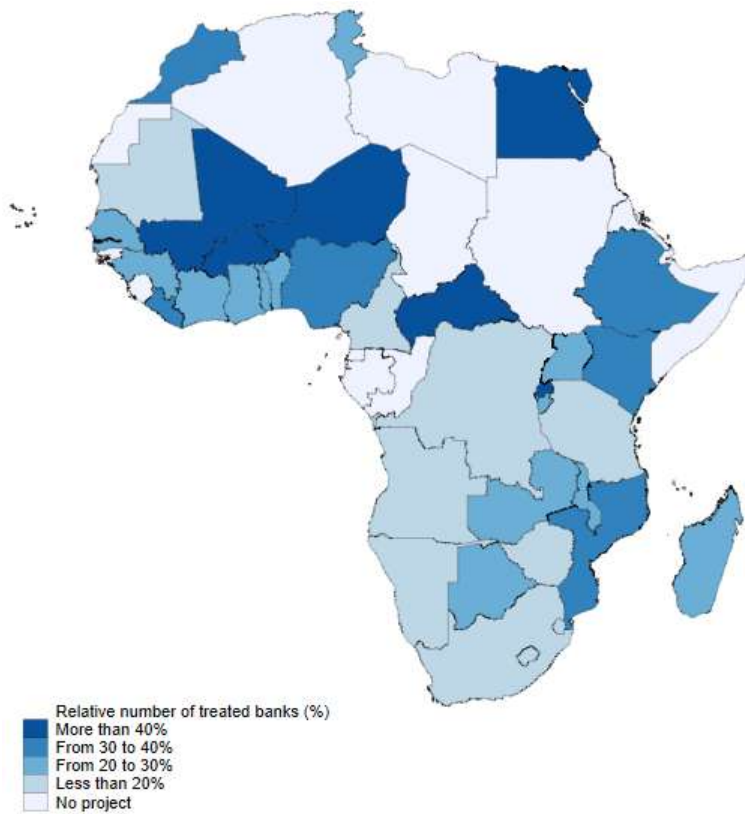 Relative number of treated banks (%)
More than 40%
From 30 to 40%
From 20 to 30%
Less than 20%
No project